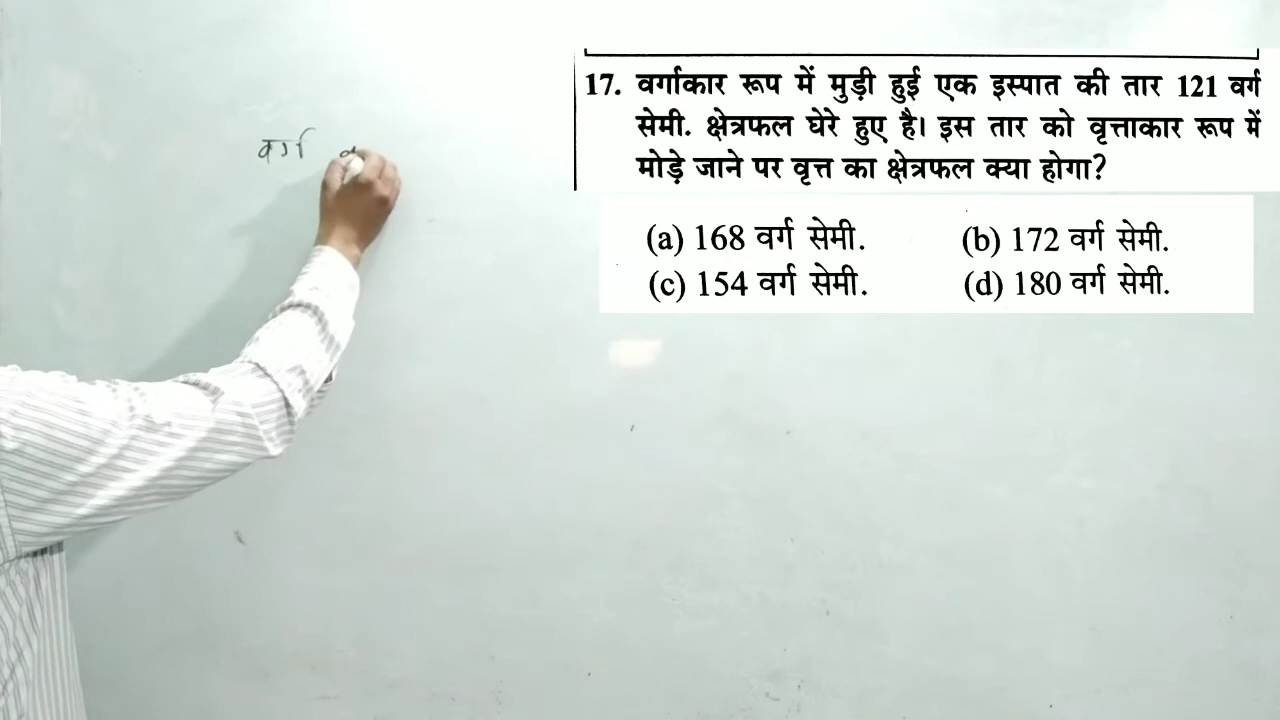 वर्ग
17. वर्गाकार रूप में मुड़ी हुई एक इस्पात की तार 121 वर्ग
सेमी. क्षेत्रफल घेरे हुए है। इस तार को वृत्ताकार रूप में
मोड़े जाने पर वृत्त का क्षेत्रफल क्या होगा?
(a) 168 वर्ग सेमी. (b) 172 वर्ग सेमी.
(c) 154 वर्ग सेमी. (d) 180 वर्ग सेमी.